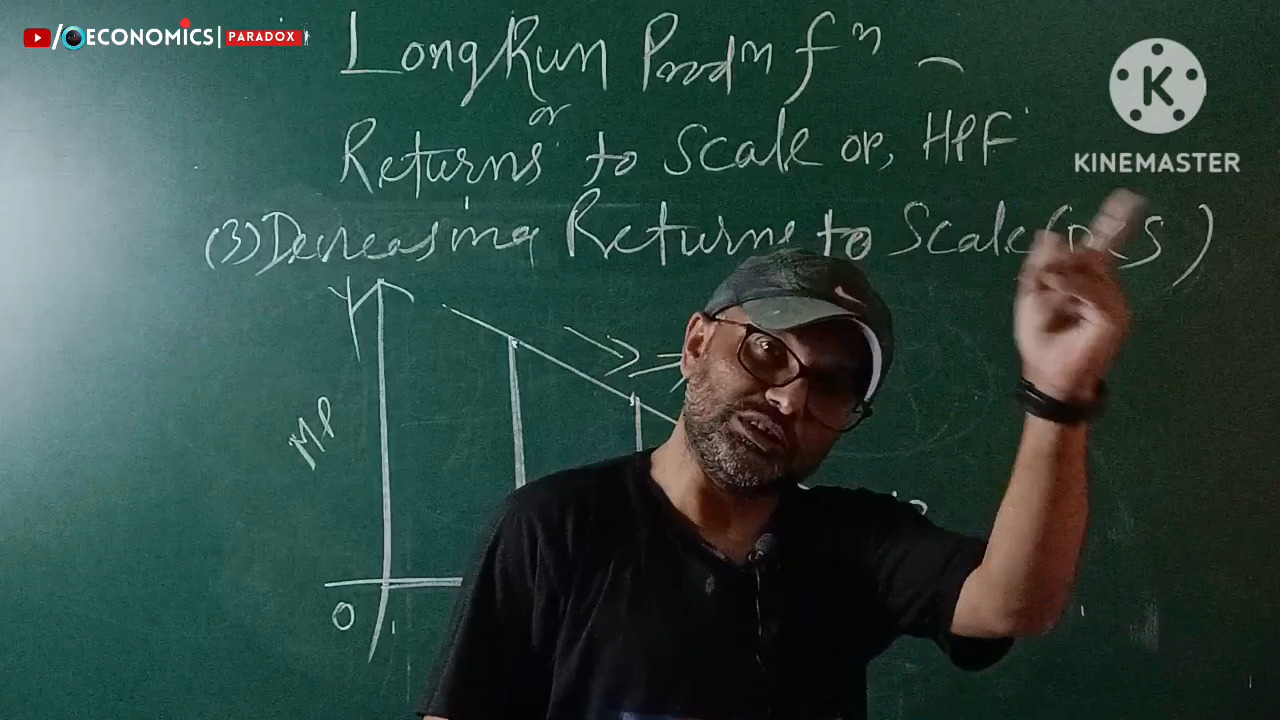 /ECONOMICS| PARADOX
K
KINEMASTER
Long Run Prodⁿ fⁿ –
or
Returns to Scale or, HPF
(3) Decreasing Returns to Scale (
Y
MP
O